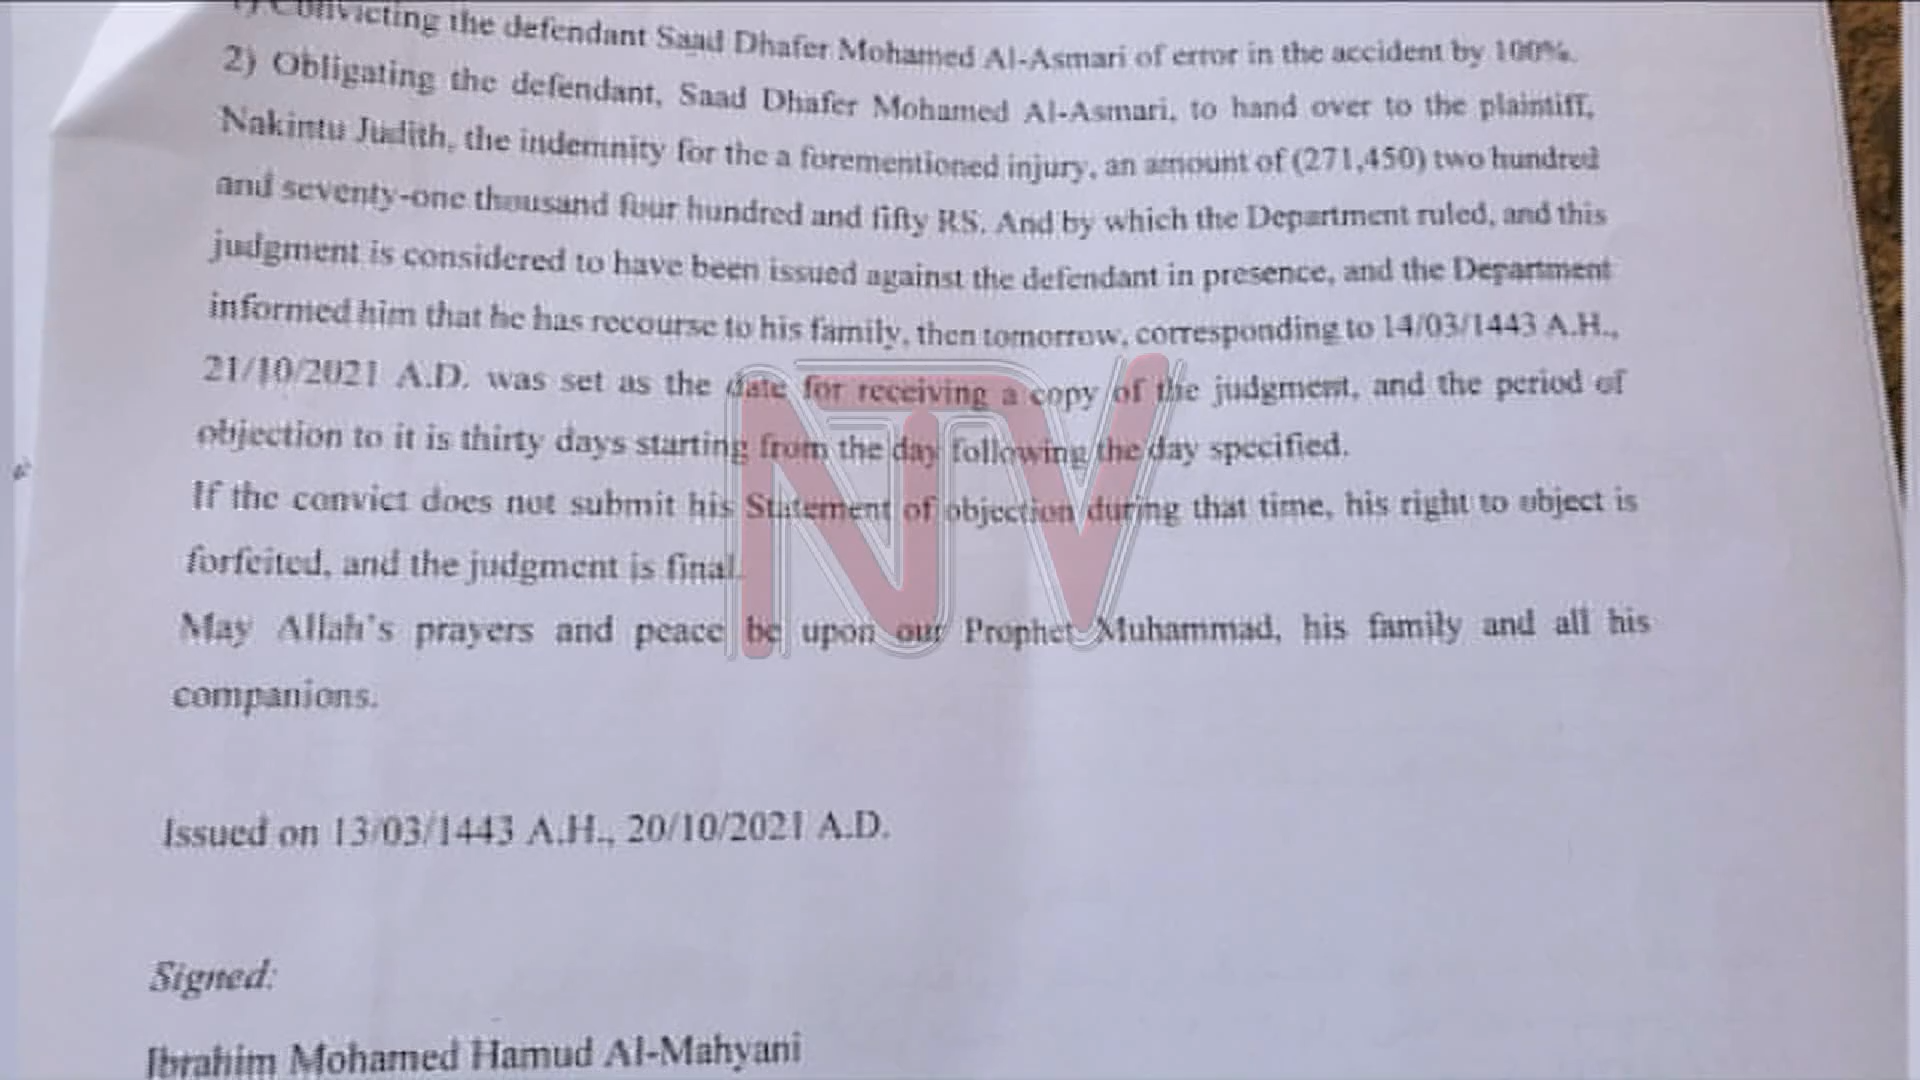 1) Convicting the defendant Saad Dhafer Mohamed Al-Asmari of error in the accident by 100%.
2) Obligating the defendant, Saad Dhafer Mohamed Al-Asmari, to hand over to the plaintiff,
Nakintu Judith, the indemnity for the a forementioned injury, an amount of (271,450) two hundred
and seventy-one thousand four hundred and fifty RS. And by which the Department ruled, and this
judgment is considered to have been issued against the defendant in presence, and the Department
informed him that he has recourse to his family, then tomorrow, corresponding to 14/03/1443 A.H.,
21/10/2021 A.D. was set as the date for receiving a copy of the judgment, and the period of
objection to it is thirty days starting from the day following the day specified.
If the convict does not submit his Statement of objection during that time, his right to object is
forfeited, and the judgment is final.
May Allah's prayers and peace be upon our Prophet Muhammad, his family and all his
companions.
Issued on 13/03/1443 A.H., 20/10/2021 A.D.
Signed:
Ibrahim Mohamed Hamud Al-Mahyani
NTV